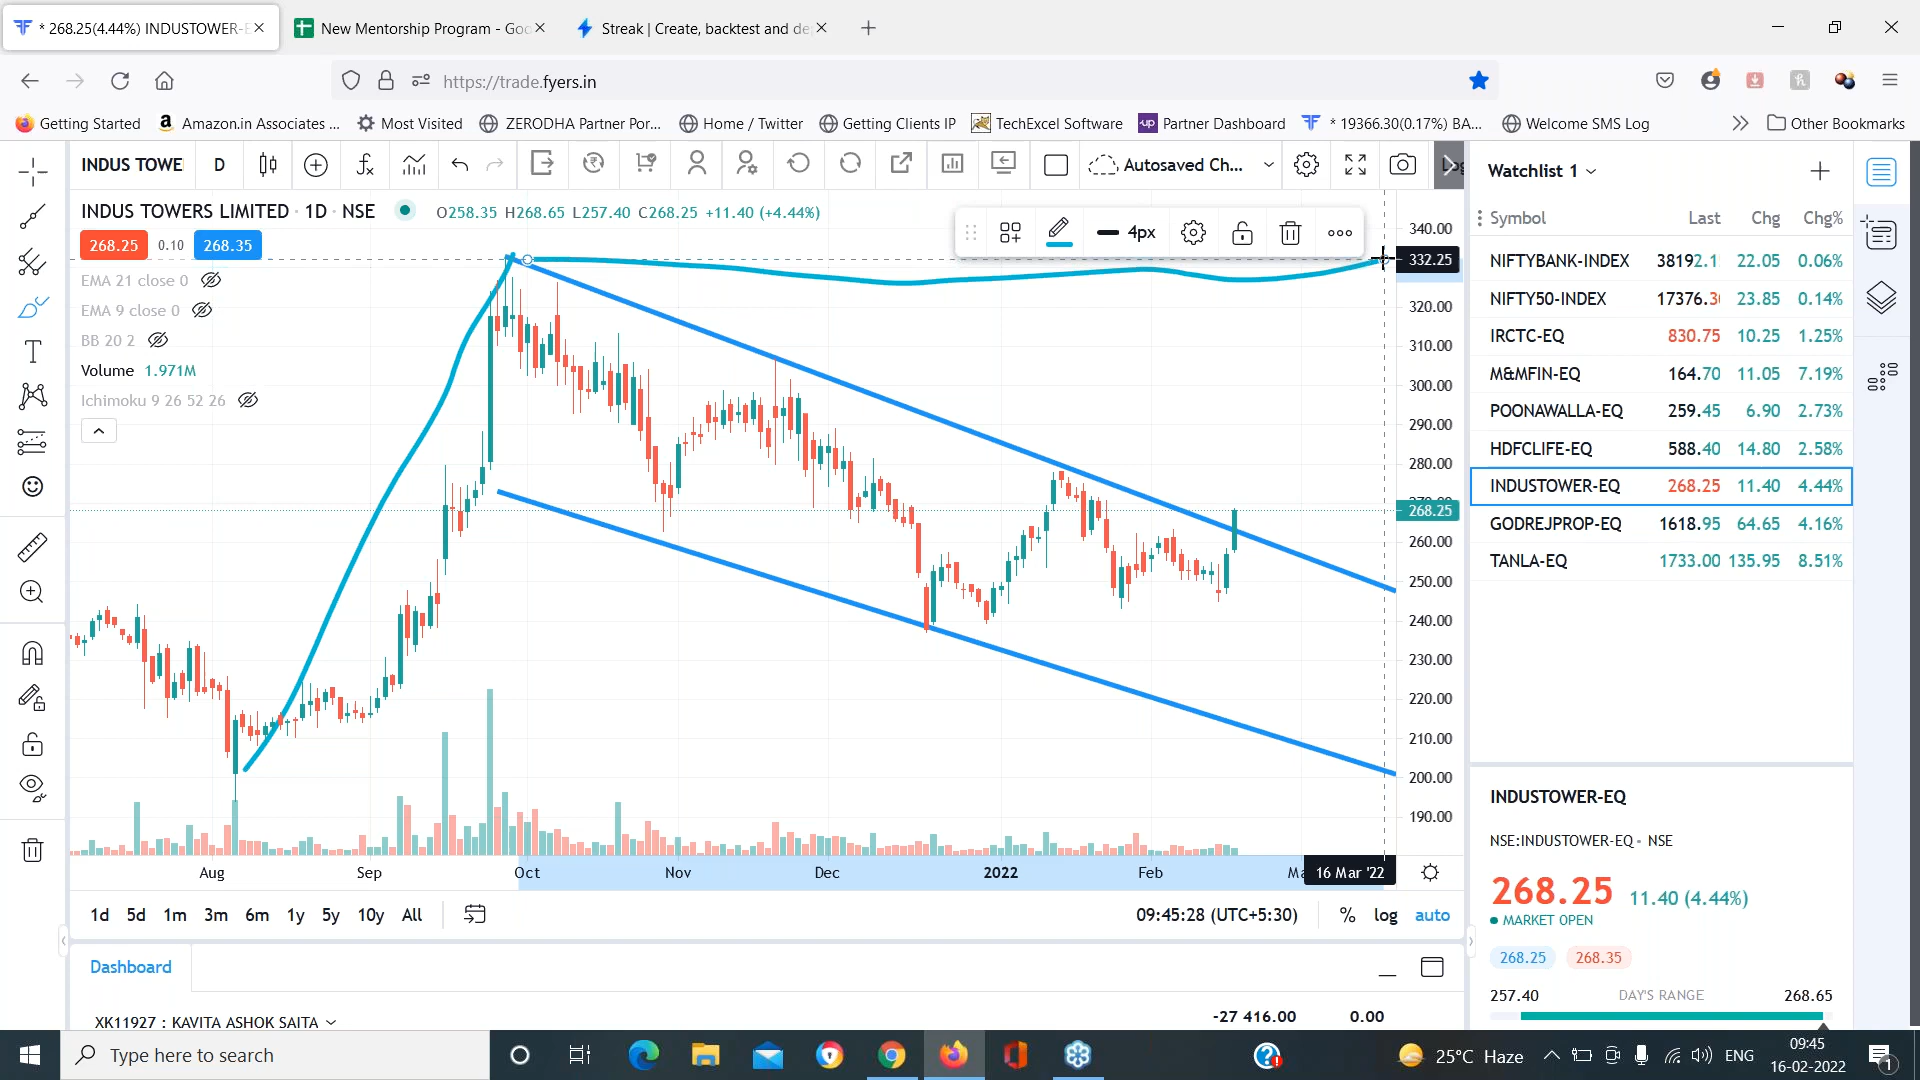 * 268.25(4.44%) INDUSTOWER-E
New Mentorship Program - Goo
Streak | Create, backtest and de
https://trade.fyers.in
Getting Started
Amazon.in Associates ...
Most Visited
ZERODHA Partner Por...
Home / Twitter
Getting Clients IP
TechExcel Software
up Partner Dashboard
* 19366.30(0.17%) BA...
Welcome SMS Log
Other Bookmarks
INDUS TOWE
D
Autosaved Ch...
INDUS TOWERS LIMITED · 1D · NSE
O258.35 H268.65 L257.40 C268.25 +11.40 (+4.44%)
268.25 0.10 268.35
EMA 21 close 0
EMA 9 close 0
BB 20 2
Volume 1.971M
Ichimoku 9 26 52 26
4px
340.00
332.25
320.00
310.00
300.00
290.00
280.00
270.00
268.25
260.00
250.00
240.00
230.00
220.00
210.00
200.00
190.00
Aug Sep Oct Nov Dec 2022 Feb Ma 16 Mar '22
1d 5d 1m 3m 6m 1y 5y 10y All
09:45:28 (UTC+5:30) % log auto
Dashboard
XK11927 : KAVITA ASHOK SAITA
-27 416.00 0.00
Watchlist 1
Symbol Last Chg Chg%
NIFTYBANK-INDEX 38192.1 22.05 0.06%
NIFTY50-INDEX 17376.3 23.85 0.14%
IRCTC-EQ 830.75 10.25 1.25%
M&MFIN-EQ 164.70 11.05 7.19%
POONAWALLA-EQ 259.45 6.90 2.73%
HDFCLIFE-EQ 588.40 14.80 2.58%
INDUSTOWER-EQ 268.25 11.40 4.44%
GODREJPROP-EQ 1618.95 64.65 4.16%
TANLA-EQ 1733.00 135.95 8.51%
INDUSTOWER-EQ
NSE:INDUSTOWER-EQ · NSE
268.25 11.40 (4.44%)
MARKET OPEN
268.25 268.35
257.40 DAY'S RANGE 268.65
Type here to search
25°C Haze
ENG
09:45
16-02-2022
1